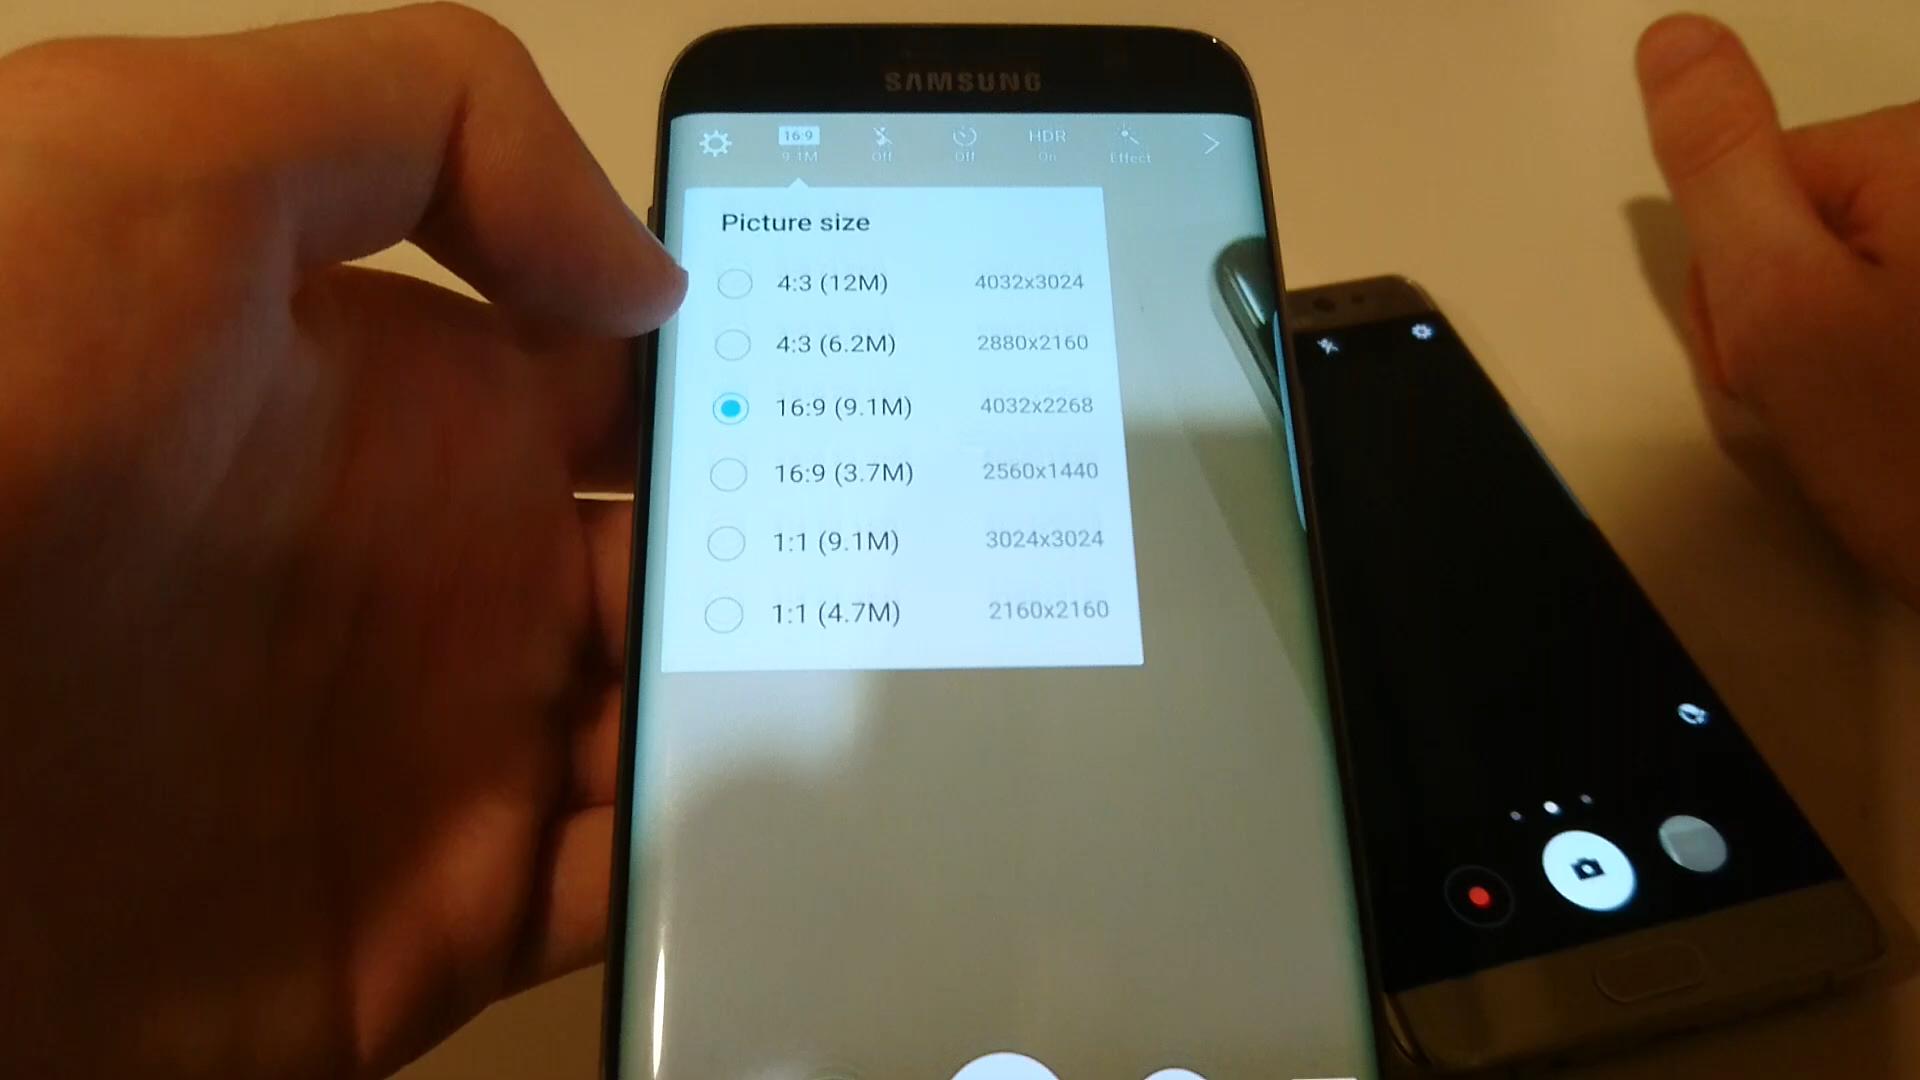 SAMSUNG
16:9 HDR
9.1M Off Off On Effect
Picture size
4:3 (12M) 4032x3024
4:3 (6.2M) 2880x2160
16:9 (9.1M) 4032x2268
16:9 (3.7M) 2560x1440
1:1 (9.1M) 3024x3024
1:1 (4.7M) 2160x2160